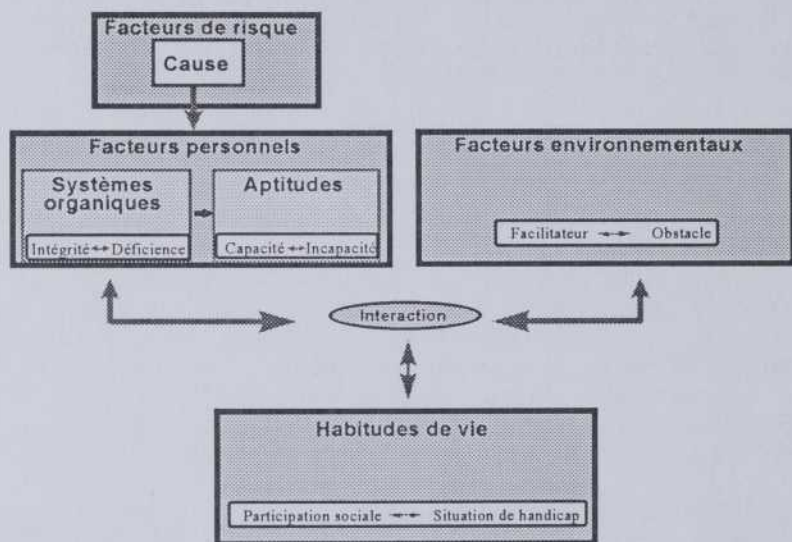 Facteurs de risque
Cause
Facteurs personnels
Systèmes
organiques
Intégrité ↔ Déficience
Aptitudes
Capacité ↔ Incapacité
Facteurs environnementaux
Facilitateur ↔ Obstacle
Interaction
Habitudes de vie
Participation sociale ↔ Situation de handicap